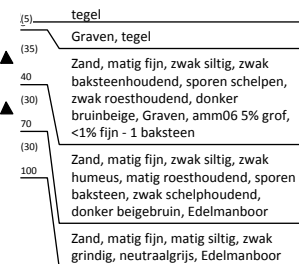 (5)
tegel
Graven, tegel
(35)
Zand, matig fijn, zwak siltig, zwak
baksteenhoudend, sporen schelpen,
zwak roesthoudend, donker
bruinbeige, Graven, amm06 5% grof,
<1% fijn - 1 baksteen
40
(30)
70
Zand, matig fijn, zwak siltig, zwak
humeus, matig roesthoudend, sporen
baksteen, zwak schelphoudend,
donker beigebruin, Edelmanboor
(30)
100
Zand, matig fijn, matig siltig, zwak
grindig, neutraalgrijs, Edelmanboor